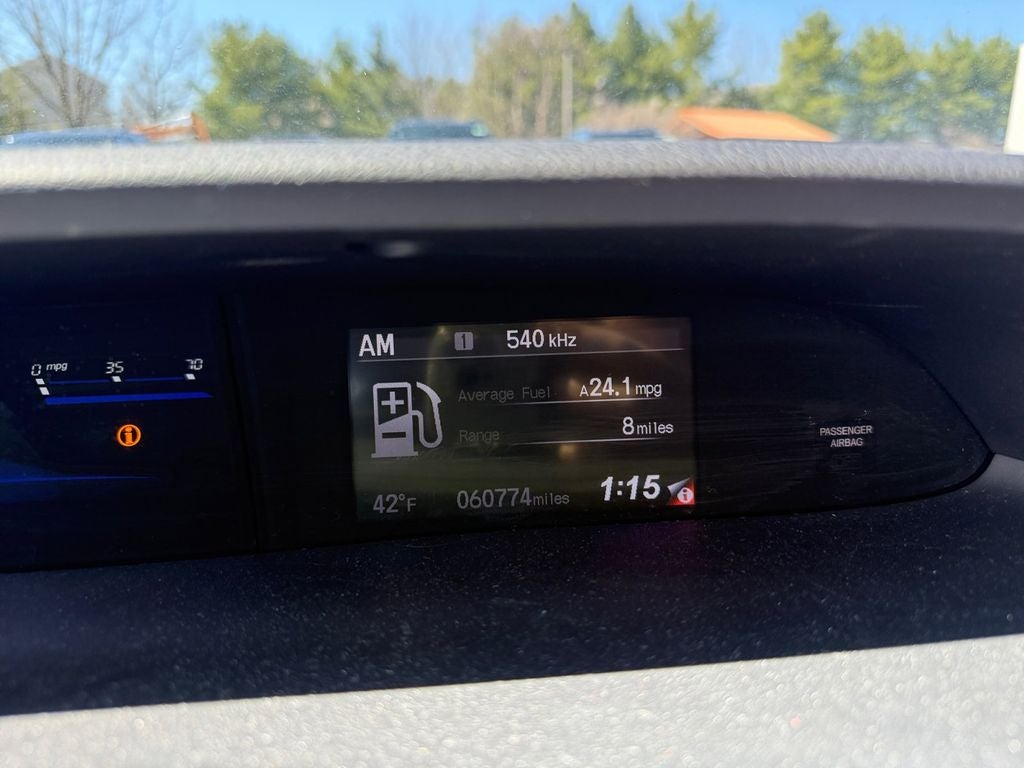 0 mpg 35 70
AM 1 540 kHz
Average Fuel A24.1 mpg
Range 8 miles
42°F 060774 miles 1:15
PASSENGER
AIRBAG